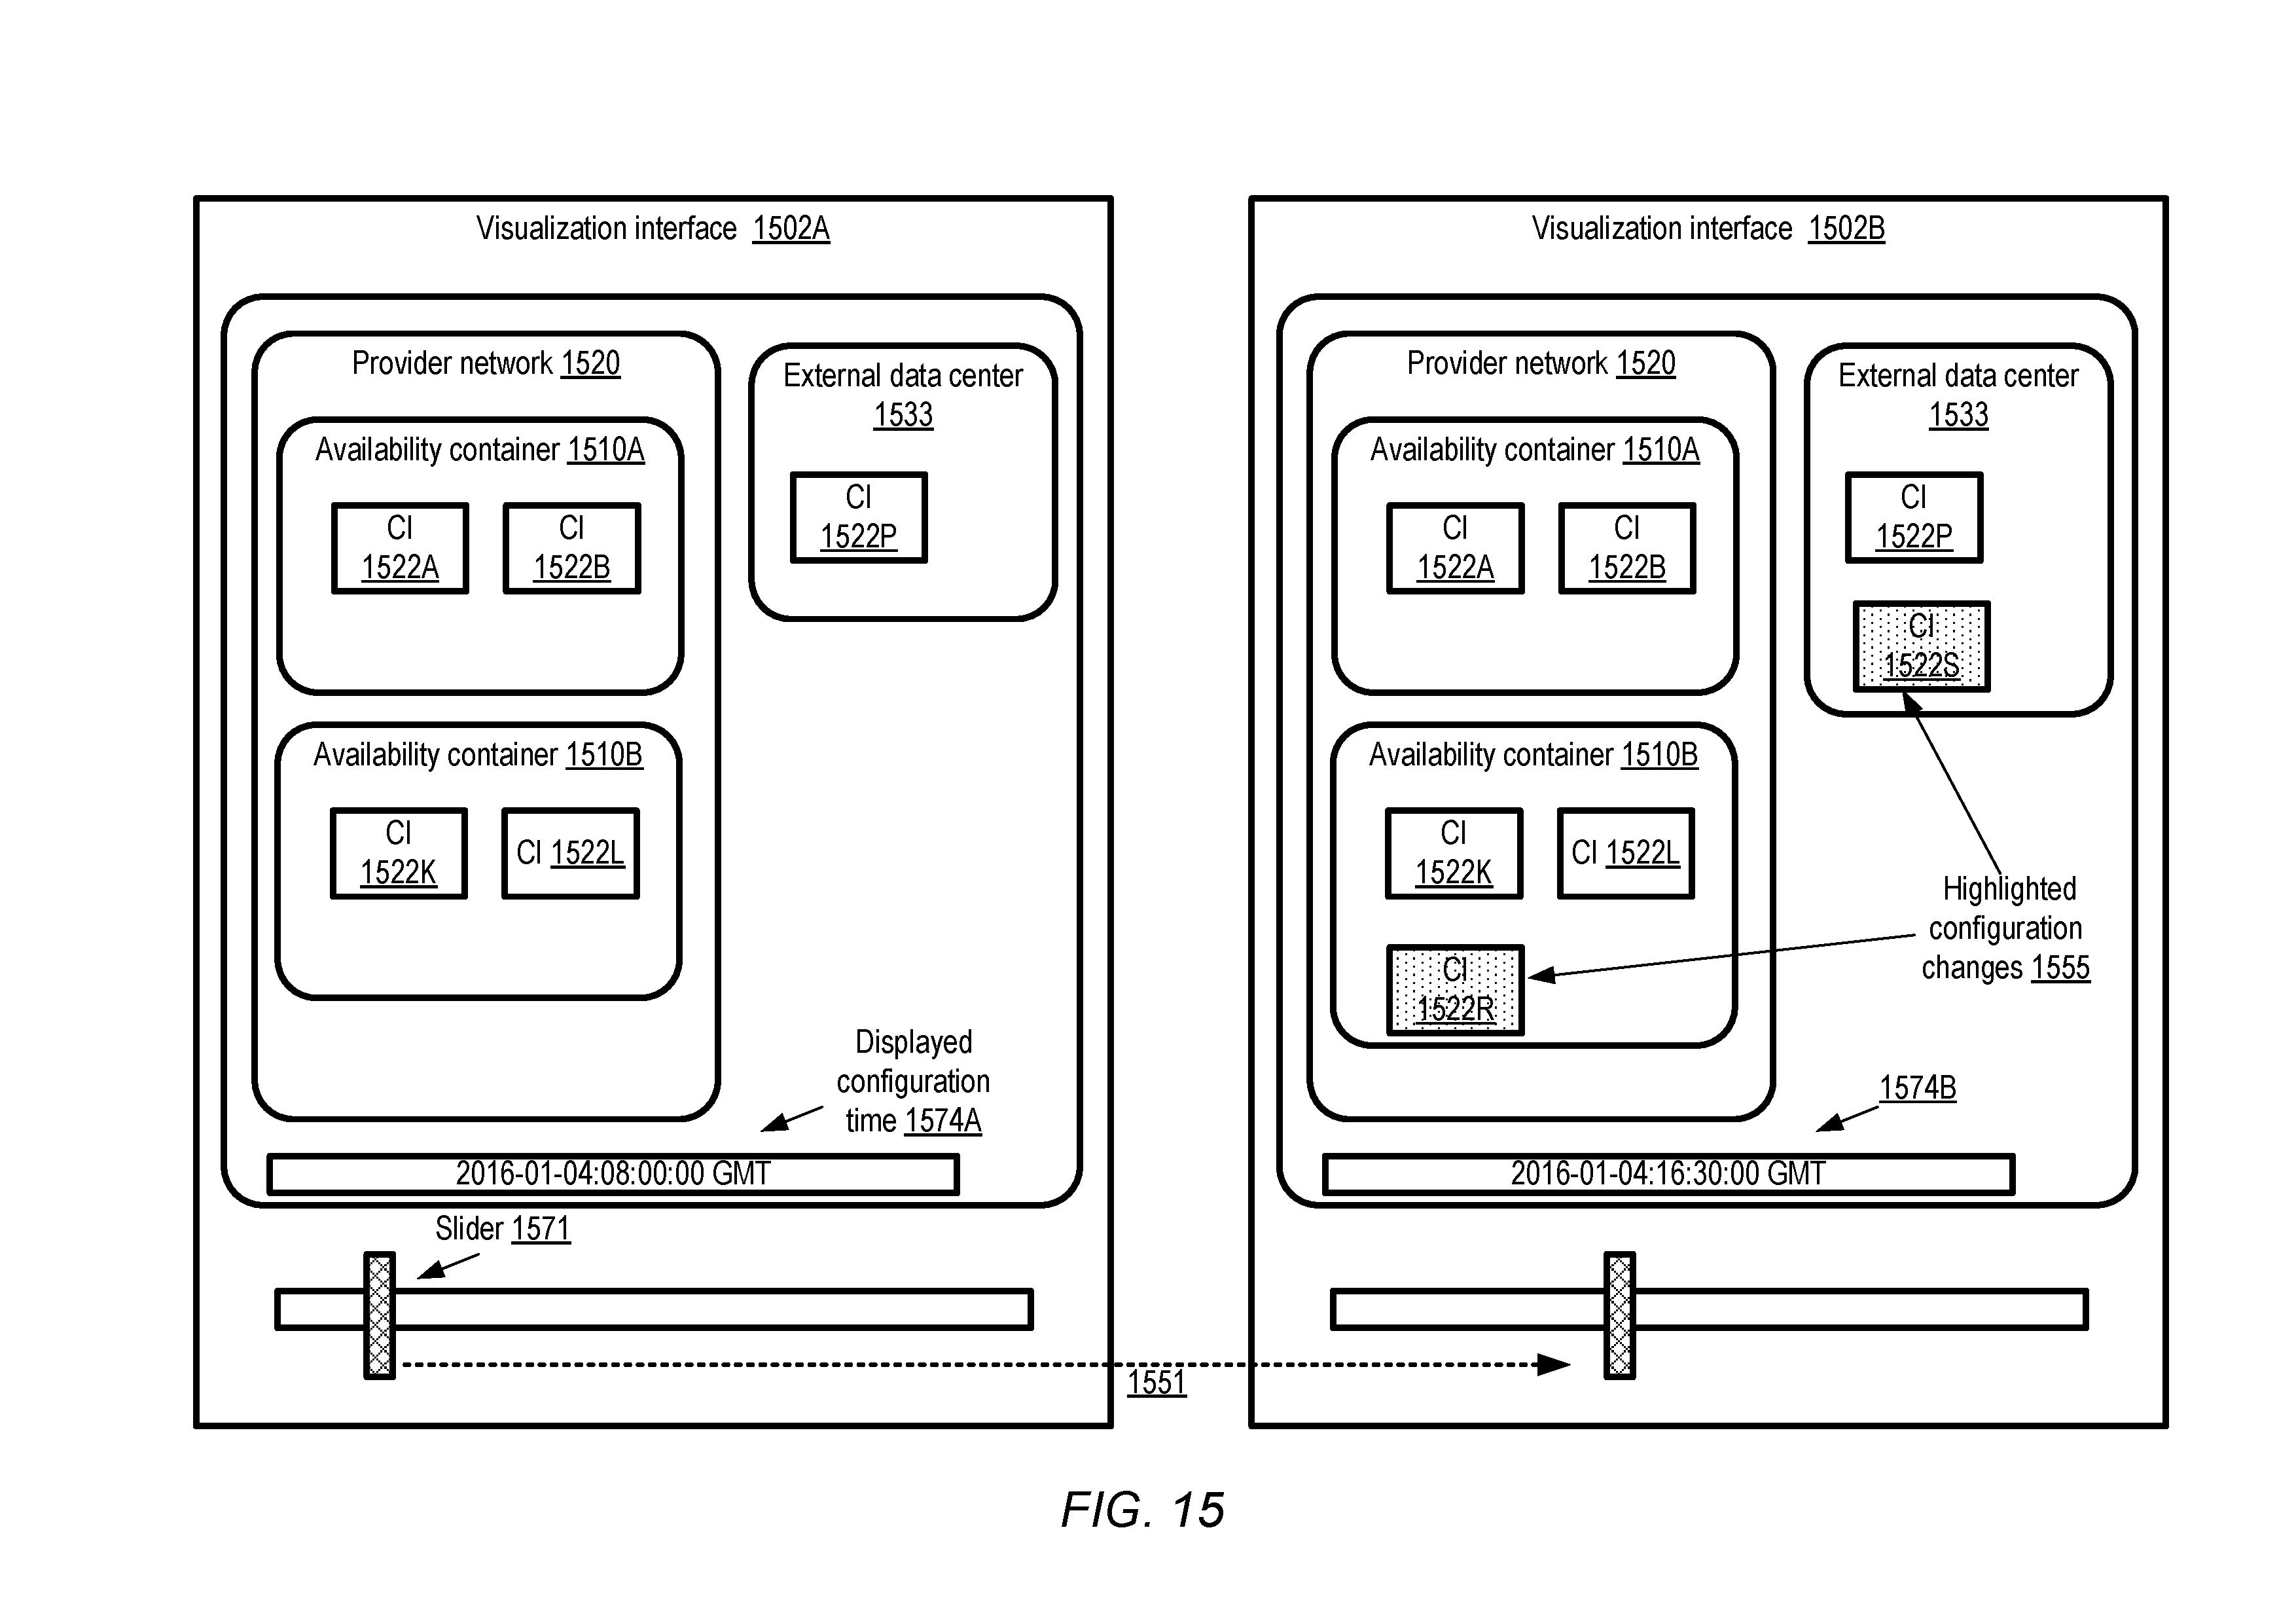 Visualization interface 1502A
Provider network 1520
External data center
1533
Availability container 1510A
CI
1522A
CI
1522B
CI
1522P
Availability container 1510B
CI
1522K
CI 1522L
Displayed
configuration
time 1574A
2016-01-04:08:00:00 GMT
Slider 1571
1551
Visualization interface 1502B
Provider network 1520
External data center
1533
Availability container 1510A
CI
1522A
CI
1522B
CI
1522P
CI
1522S
Availability container 1510B
CI
1522K
CI 1522L
CI
1522R
Highlighted
configuration
changes 1555
1574B
2016-01-04:16:30:00 GMT
FIG. 15